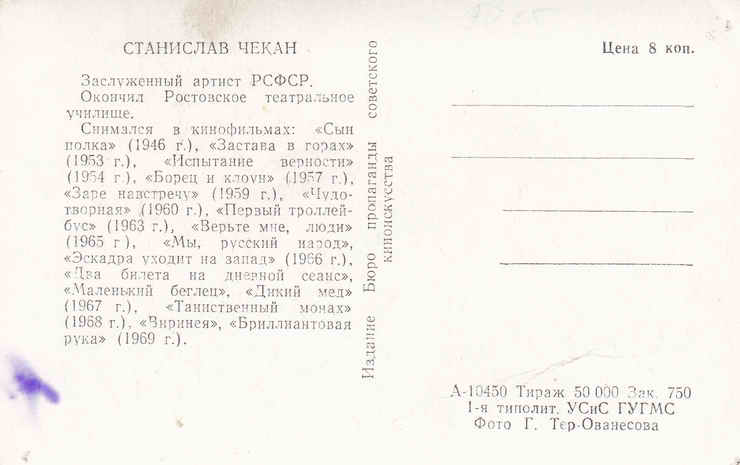 СТАНИСЛАВ ЧЕКАН
Заслуженный артист РСФСР.
Окончил Ростовское театральное
училище.
Снимался в кинофильмах: «Сын
полка» (1946 г.), «Застава в горах»
(1953 г.), «Испытание верности»
(1954 г.), «Борец и клоун» (1957 г.),
«Заре навстречу» (1959 г.), «Чудо-
творная» (1960 г.), «Первый троллей-
бус» (1963 г.), «Верьте мне, люди»
(1965 г ), «Мы, русский народ»,
«Эскадра уходит на запад» (1966 г.),
«Два билета на дневной сеанс»,
«Маленький беглец», «Дикий мед»
(1967 г.), «Таинственный монах»
(1968 г.), «Виринея», «Бриллиантовая
рука» (1969 г.).
Издание Бюро пропаганды советского
киноискусства
Цена 8 коп.
А-10450 Тираж 50 000 Зак. 750
1-я типолит. УСиС ГУГМС
Фото Г. Тер-Ованесова